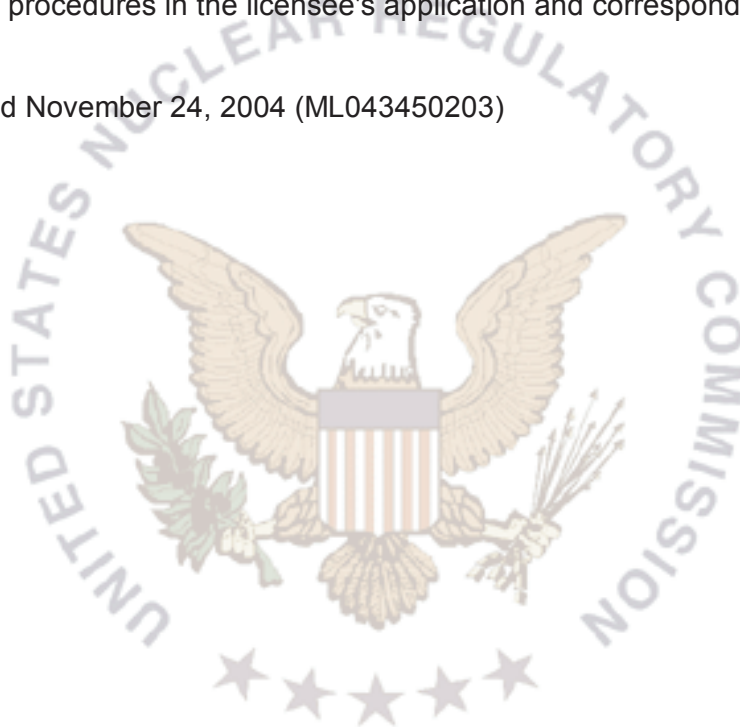 procedures in the licensee's application and correspond
d November 24, 2004 (ML043450203)
UNITED STATES NUCLEAR REGULATORY COMMISSION